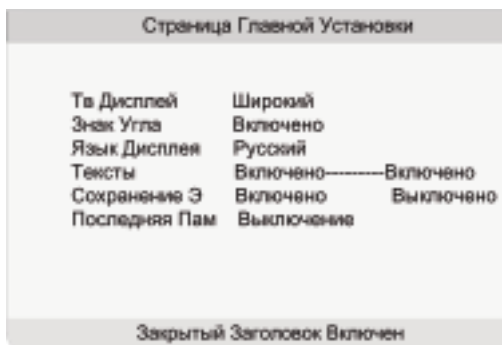 Страница Главной Установки
Тв Дисплей Широкий
Знак Угла Включено
Язык Дисплея Русский
Тексты Включено---------Включено
Сохранение Э Включено Выключено
Последняя Пам Выключение
Закрытый Заголовок Включен